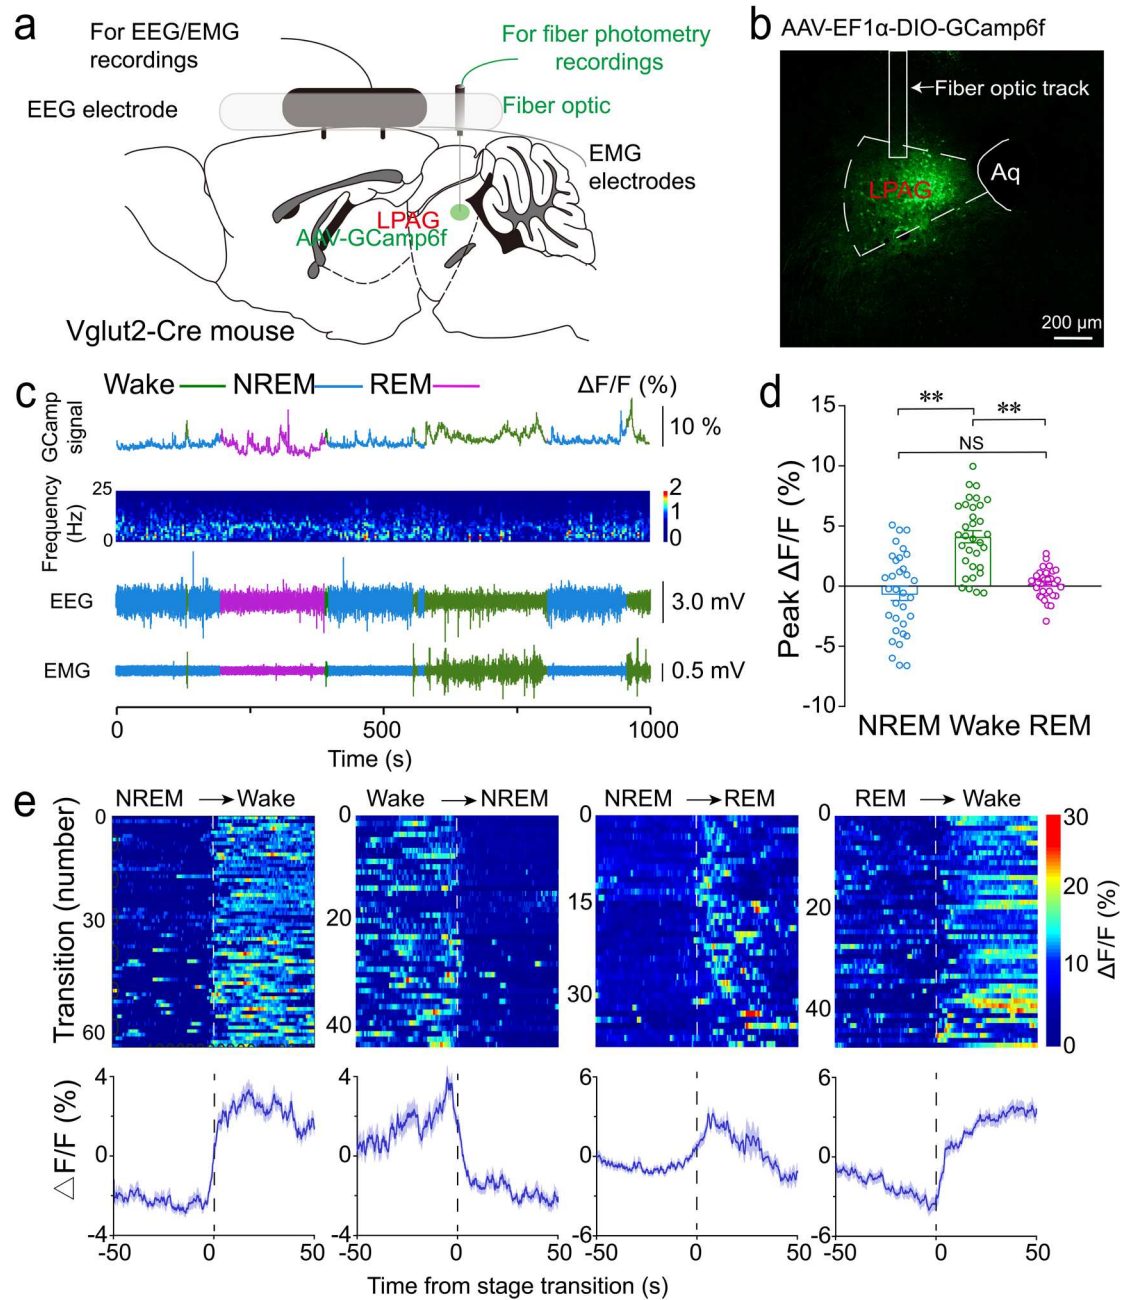 a
For EEG/EMG
recordings
For fiber photometry
recordings
EEG electrode
Fiber optic
EMG
electrodes
LPAG
AAV-GCamp6f
Vglut2-Cre mouse
b
AAV-EF1α-DIO-GCamp6f
Fiber optic track
LPAG
Aq
200 μm
c
Wake NREM REM ΔF/F (%)
GCamp
signal
10 %
Frequency
(Hz)
25
0
2
1
0
EEG
3.0 mV
EMG
0.5 mV
0 500 1000
Time (s)
d
Peak ΔF/F (%)
15
10
5
0
-5
-10
** **
NS
NREM Wake REM
e
Transition (number)
NREM → Wake
0
30
60
Wake → NREM
0
20
40
NREM → REM
0
15
30
REM → Wake
0
20
40
30
20
10
0
ΔF/F (%)
△F/F (%)
4
0
-4
-50 0 50
4
0
-4
-50 0 50
6
0
-6
-50 0 50
6
0
-6
-50 0 50
Time from stage transition (s)